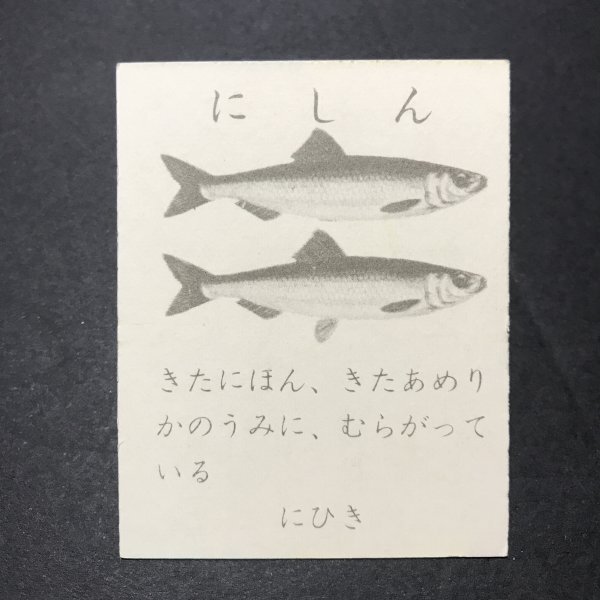 にしん
きたにほん、きたあめり
かのうみに、むらがって
いる
にひき